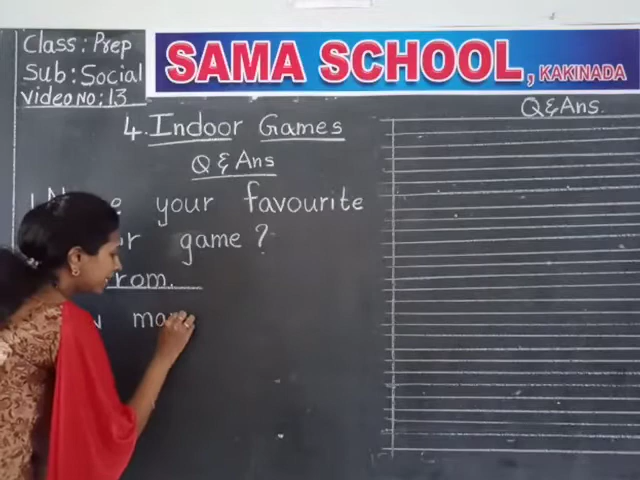 Class: Prep
Sub: Social
Video No: 13
SAMA SCHOOL, KAKINADA
4. Indoor Games
Q & Ans
Q & Ans.
your favourite
game?